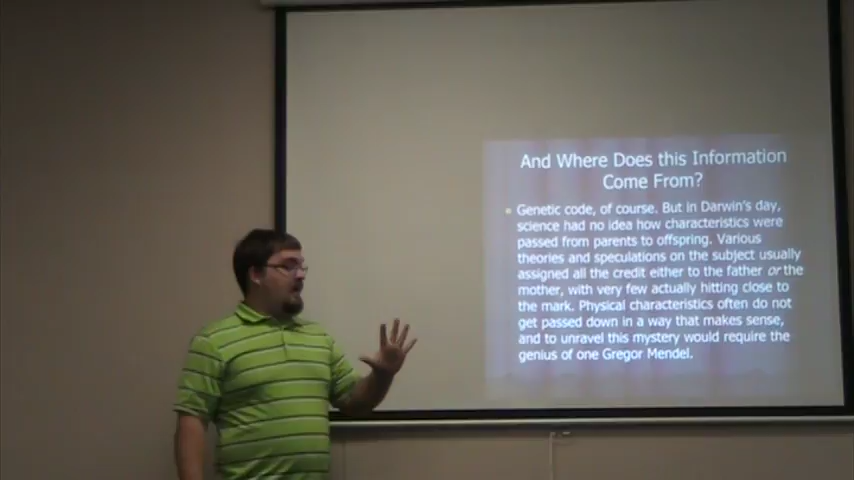 And Where Does this Information
Come From?
Genetic code, of course. But in Darwin's day,
science had no idea how characteristics were
passed from parents to offspring. Various
theories and speculations on the subject usually
assigned all the credit either to the father or the
mother, with very few actually hitting close to
the mark. Physical characteristics often do not
get passed down in a way that makes sense,
and to unravel this mystery would require the
genius of one Gregor Mendel.